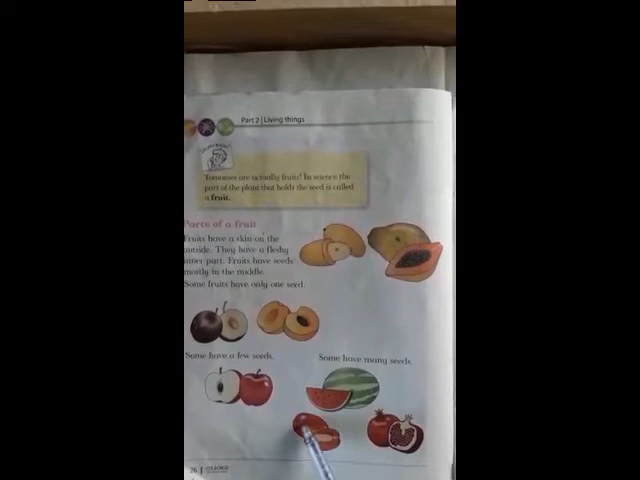 Part 2 | Living things
Tomatoes are actually fruits! In science the
part of the plant that holds the seed is called
a fruit.
Parts of a fruit
Fruits have a skin on the
outside. They have a fleshy
inner part. Fruits have seeds
mostly in the middle.
Some fruits have only one seed.
Some have a few seeds.
Some have many seeds.
26 | OXFORD